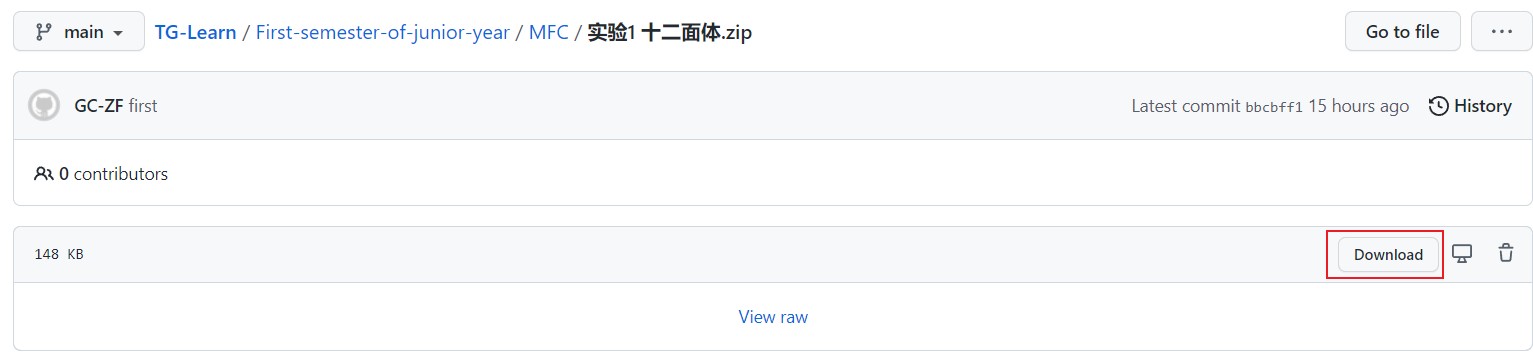 main TG-Learn / First-semester-of-junior-year / MFC / 实验1 十二面体.zip Go to file ...
GC-ZF first Latest commit bbcbff1 15 hours ago History
0 contributors
148 KB Download
View raw